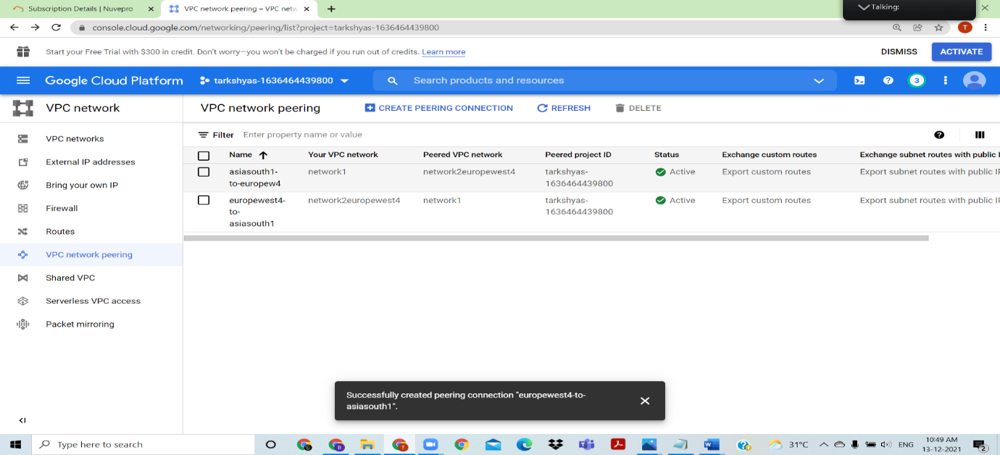 Subscription Details | Nuvepro
VPC network peering – VPC netw
Talking:
console.cloud.google.com/networking/peering/list?project=tarkshyas-1636464439800
T
Start your Free Trial with $300 in credit. Don't worry—you won't be charged if you run out of credits. Learn more
DISMISS
ACTIVATE
Google Cloud Platform
tarkshyas-1636464439800
Search products and resources
3
VPC network
VPC network peering
CREATE PEERING CONNECTION
REFRESH
DELETE
VPC networks
External IP addresses
Bring your own IP
Firewall
Routes
VPC network peering
Shared VPC
Serverless VPC access
Packet mirroring
Filter Enter property name or value
Name Your VPC network Peered VPC network Peered project ID Status Exchange custom routes Exchange subnet routes with public I
asiasouth1- network1 network2europewest4 tarkshyas- Active Export custom routes Export subnet routes with public IF
to-europew4 1636464439800
europewest4- network2europewest4 network1 tarkshyas- Active Export custom routes Export subnet routes with public IF
to- 1636464439800
asiasouth1
Successfully created peering connection "europewest4-to-
asiasouth1".
Type here to search
31°C
ENG
10:49 AM
13-12-2021
2